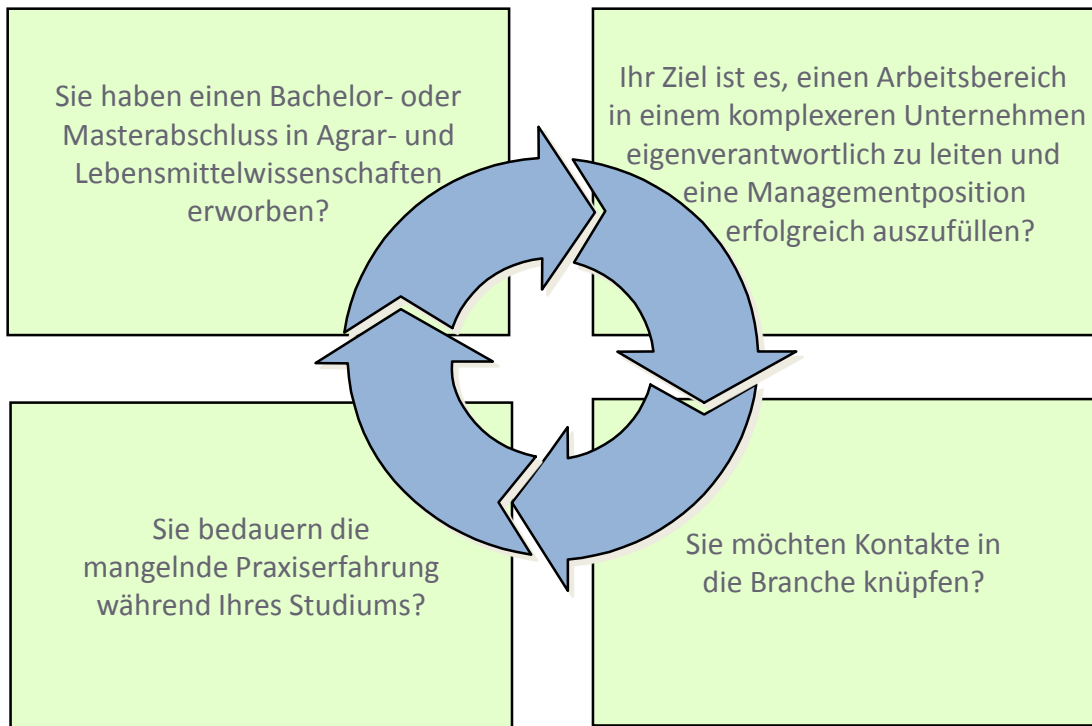 Sie haben einen Bachelor- oder
Masterabschluss in Agrar- und
Lebensmittelwissenschaften
erworben?
Ihr Ziel ist es, einen Arbeitsbereich
in einem komplexeren Unternehmen
eigenverantwortlich zu leiten und
eine Managementposition
erfolgreich auszufüllen?
Sie bedauern die
mangelnde Praxiserfahrung
während Ihres Studiums?
Sie möchten Kontakte in
die Branche knüpfen?